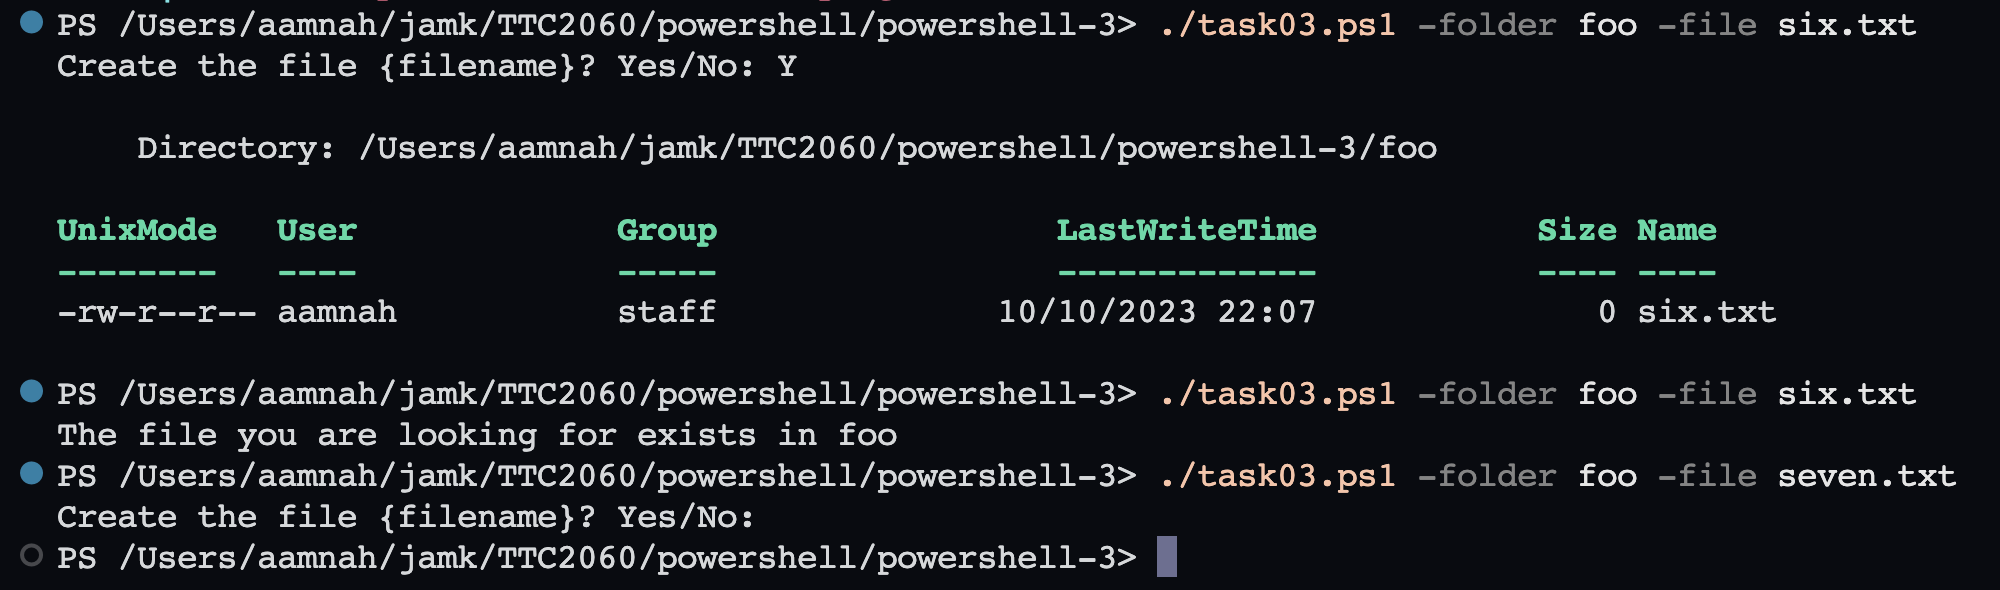 PS /Users/aamnah/jamk/TTC2060/powershell/powershell-3> ./task03.ps1 -folder foo -file six.txt
Create the file {filename}? Yes/No: Y
Directory: /Users/aamnah/jamk/TTC2060/powershell/powershell-3/foo
UnixMode User Group LastWriteTime Size Name
-------- ---- ----- ------------- ---- ----
-rw-r--r-- aamnah staff 10/10/2023 22:07 0 six.txt
PS /Users/aamnah/jamk/TTC2060/powershell/powershell-3> ./task03.ps1 -folder foo -file six.txt
The file you are looking for exists in foo
PS /Users/aamnah/jamk/TTC2060/powershell/powershell-3> ./task03.ps1 -folder foo -file seven.txt
Create the file {filename}? Yes/No:
PS /Users/aamnah/jamk/TTC2060/powershell/powershell-3>